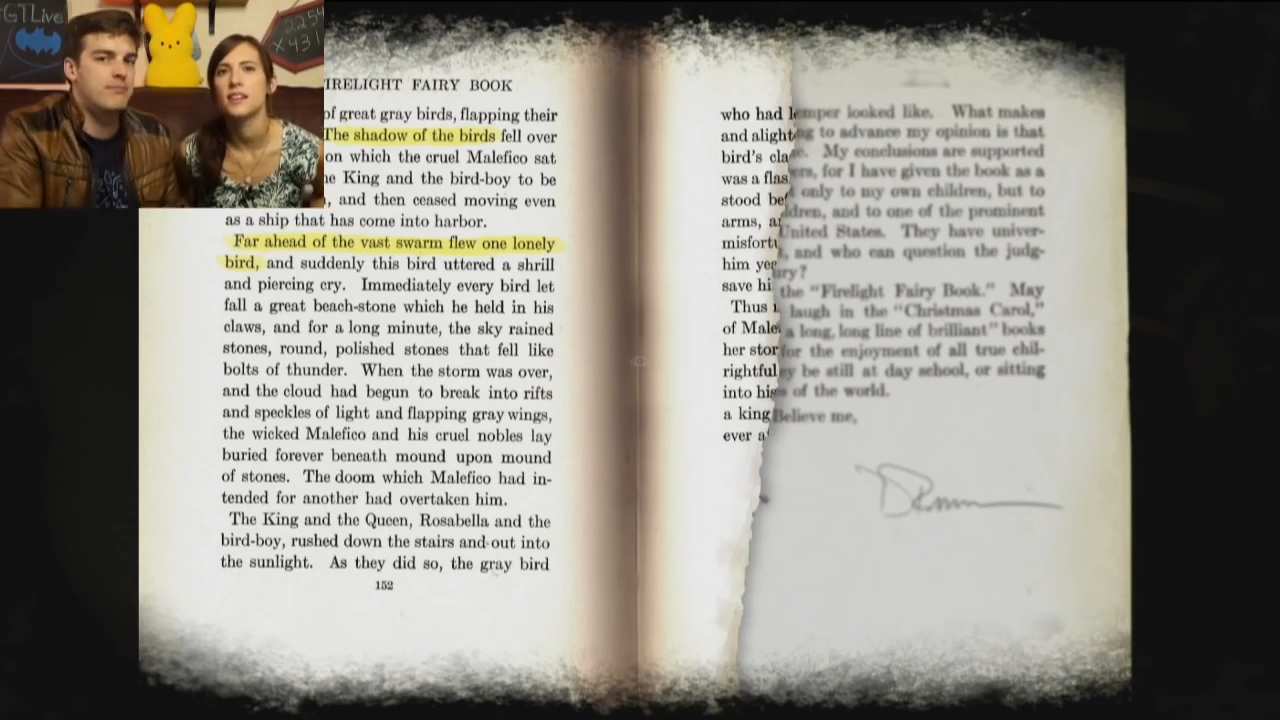 GTLive
2254
x 431
IRELIGHT FAIRY BOOK
of great gray birds, flapping their
The shadow of the birds fell over
on which the cruel Malefico sat
e King and the bird-boy to be
, and then ceased moving even
as a ship that has come into harbor.
Far ahead of the vast swarm flew one lonely
bird, and suddenly this bird uttered a shrill
and piercing cry. Immediately every bird let
fall a great beach-stone which he held in his
claws, and for a long minute, the sky rained
stones, round, polished stones that fell like
bolts of thunder. When the storm was over,
and the cloud had begun to break into rifts
and speckles of light and flapping gray wings,
the wicked Malefico and his cruel nobles lay
buried forever beneath mound upon mound
of stones. The doom which Malefico had in-
tended for another had overtaken him.
The King and the Queen, Rosabella and the
bird-boy, rushed down the stairs and out into
the sunlight. As they did so, the gray bird
152
who had l
and alight
bird's cla
was a flas
stood be
arms, a
misfort
him yes
save hi
Thus
of Male
her stor
rightful
into his
a king
ever a
emper looked like. What makes
ng to advance my opinion is that
e. My conclusions are supported
ers, for I have given the book as a
only to my own children, but to
ldren, and to one of the prominent
United States. They have univer-
, and who can question the judg-
ury?
the "Firelight Fairy Book." May
laugh in the "Christmas Carol,"
a long, long line of brilliant" books
for the enjoyment of all true chil-
ey be still at day school, or sitting
s of the world.
Believe me,